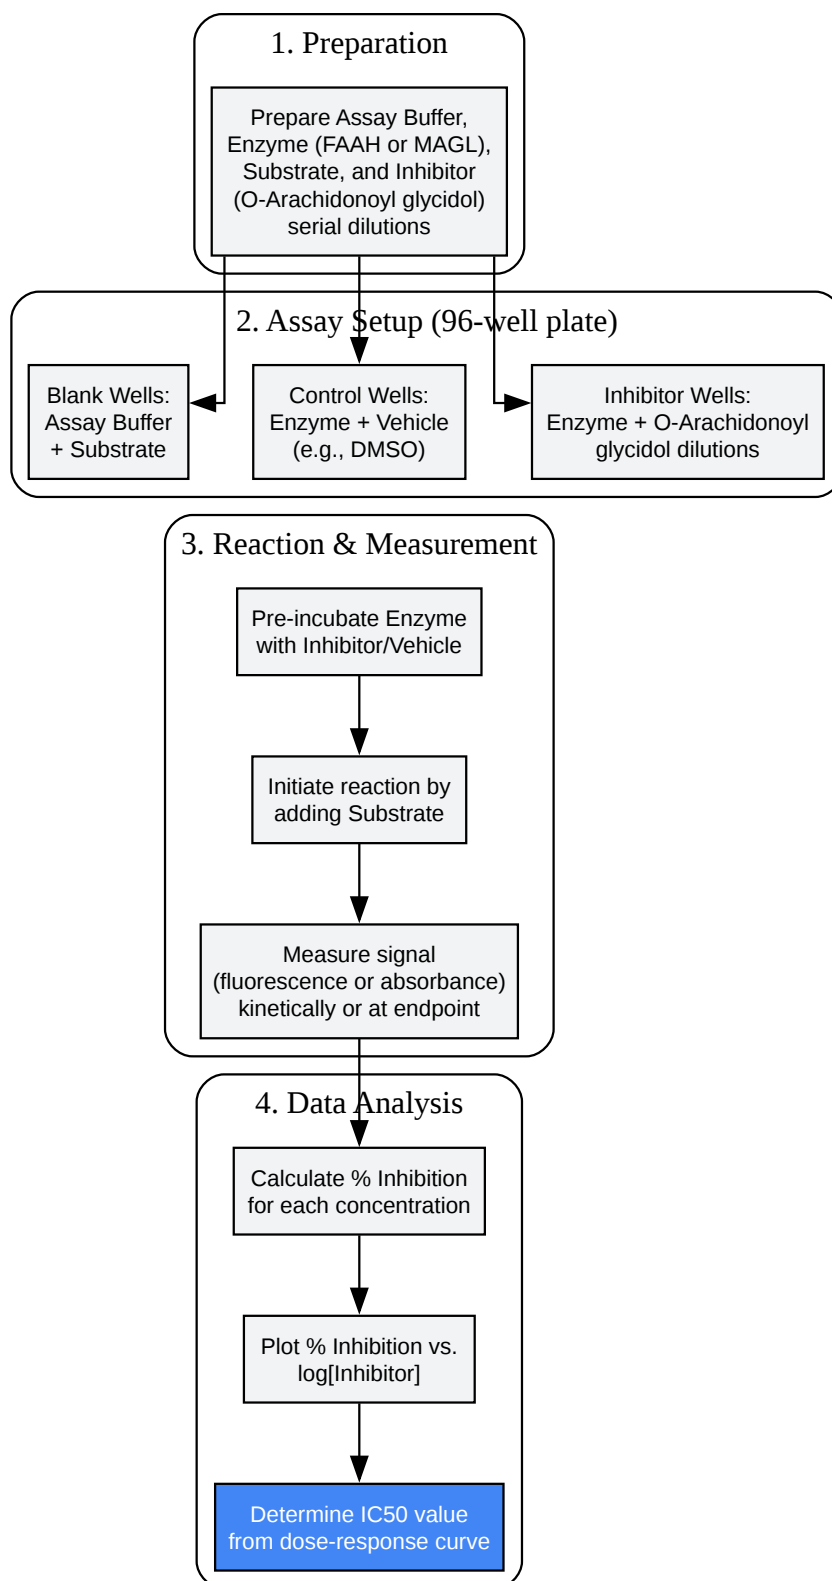 1. Preparation
Prepare Assay Buffer,
Enzyme (FAAH or MAGL),
Substrate, and Inhibitor
(O-Arachidonoyl glycidol)
serial dilutions
2. Assay Setup (96-well plate)
Blank Wells:
Assay Buffer
+ Substrate
Control Wells:
Enzyme + Vehicle
(e.g., DMSO)
Inhibitor Wells:
Enzyme + O-Arachidonoyl
glycidol dilutions
3. Reaction & Measurement
Pre-incubate Enzyme
with Inhibitor/Vehicle
Initiate reaction by
adding Substrate
Measure signal
(fluorescence or absorbance)
kinetically or at endpoint
4. Data Analysis
Calculate % Inhibition
for each concentration
Plot % Inhibition vs.
log[Inhibitor]
Determine IC50 value
from dose-response curve